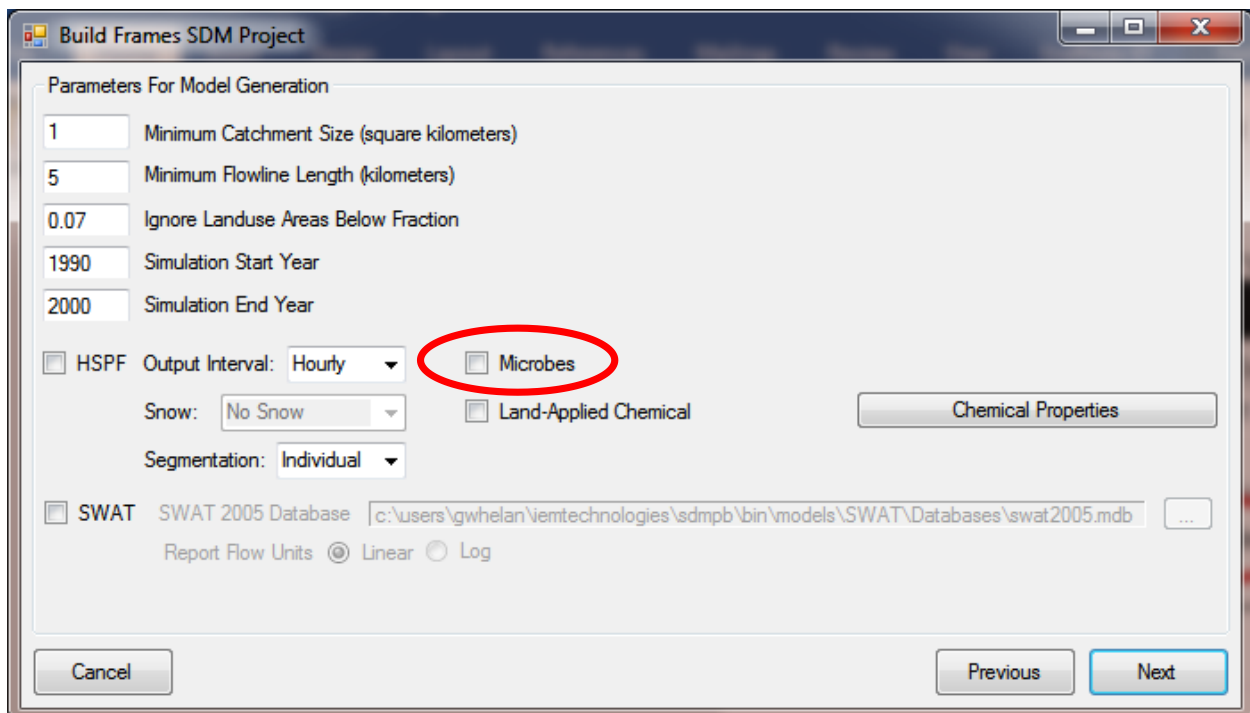 Build Frames SDM Project
Parameters For Model Generation
1 Minimum Catchment Size (square kilometers)
5 Minimum Flowline Length (kilometers)
0.07 Ignore Landuse Areas Below Fraction
1990 Simulation Start Year
2000 Simulation End Year
HSPF Output Interval: Hourly Microbes
Snow: No Snow Land-Applied Chemical Chemical Properties
Segmentation: Individual
SWAT SWAT 2005 Database c:\users\gwhelan\iemtechnologies\sdmpb\bin\models\SWAT\Databases\swat2005.mdb ...
Report Flow Units Linear Log
Cancel Previous Next